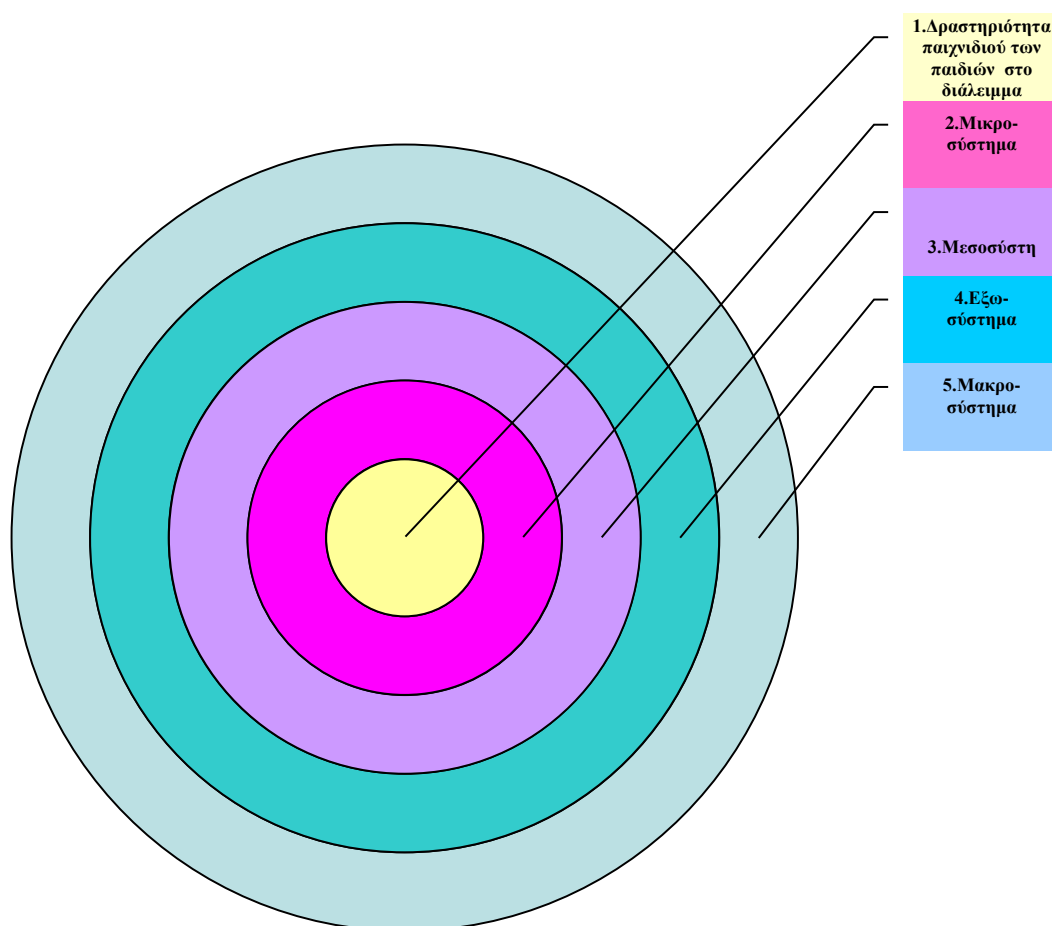 1.Δραστηριότητα
παιχνιδιού των
παιδιών στο
διάλειμμα
2.Μικρο-
σύστημα
3.Μεσοσύστη
4.Εξω-
σύστημα
5.Μακρο-
σύστημα